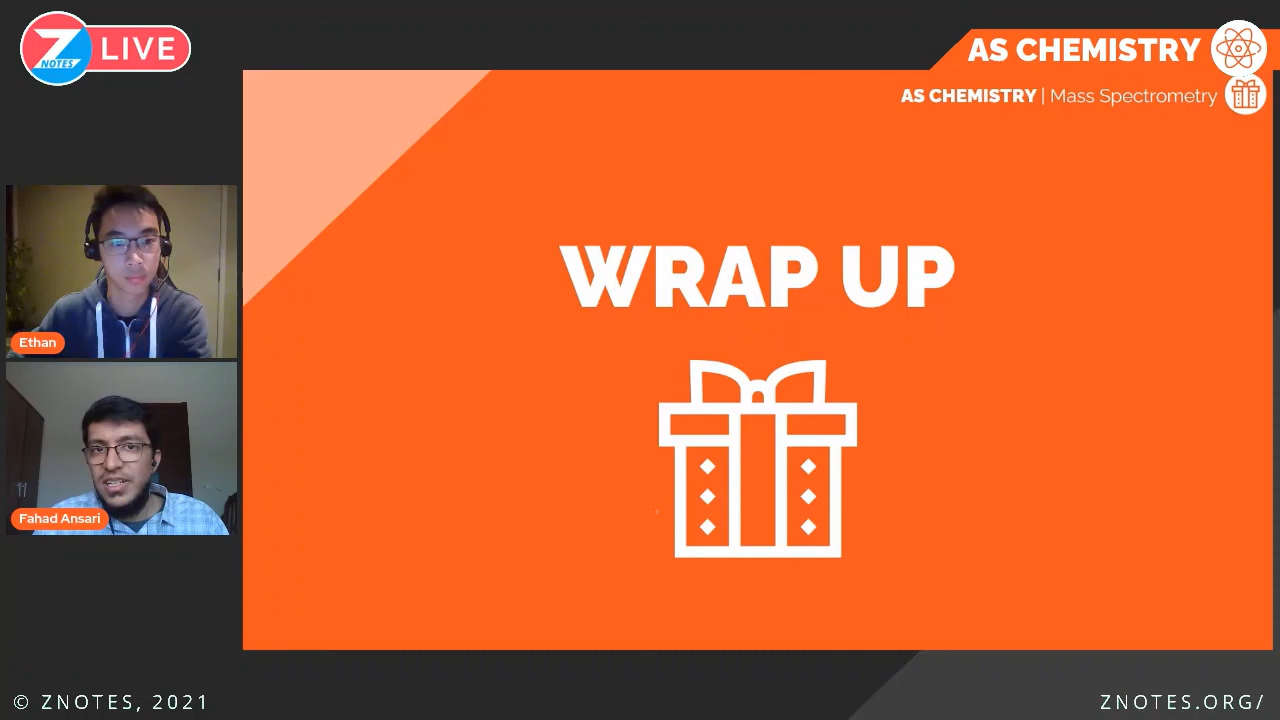 Z
NOTES
LIVE
AS CHEMISTRY
AS CHEMISTRY | Mass Spectrometry
WRAP UP
Ethan
Fahad Ansari
© ZNOTES, 2021
ZNOTES.ORG/